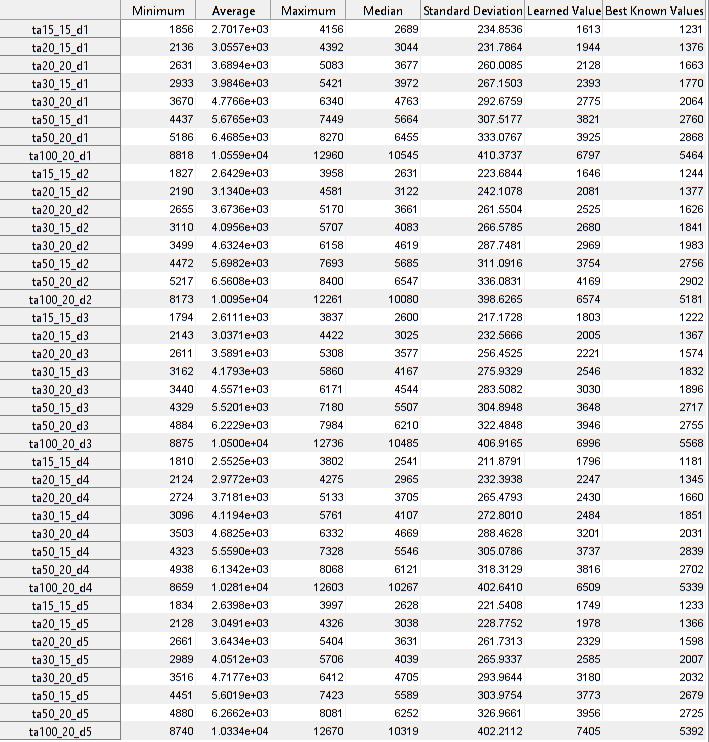 Minimum Average Maximum Median Standard Deviation Learned Value Best Known Values
ta15_15_d1 1856 2.7017e+03 4156 2689 234.8536 1613 1231
ta20_15_d1 2136 3.0557e+03 4392 3044 231.7864 1944 1376
ta20_20_d1 2631 3.6894e+03 5083 3677 260.0085 2128 1663
ta30_15_d1 2933 3.9846e+03 5421 3972 267.1503 2393 1770
ta30_20_d1 3670 4.7766e+03 6340 4763 292.6759 2775 2064
ta50_15_d1 4437 5.6765e+03 7449 5664 307.5177 3821 2760
ta50_20_d1 5186 6.4685e+03 8270 6455 333.0767 3925 2868
ta100_20_d1 8818 1.0559e+04 12960 10545 410.3737 6797 5464
ta15_15_d2 1827 2.6429e+03 3958 2631 223.6844 1646 1244
ta20_15_d2 2190 3.1340e+03 4581 3122 242.1078 2081 1377
ta20_20_d2 2655 3.6736e+03 5170 3661 261.5504 2525 1626
ta30_15_d2 3110 4.0956e+03 5707 4083 266.5785 2680 1841
ta30_20_d2 3499 4.6324e+03 6158 4619 287.7481 2969 1983
ta50_15_d2 4472 5.6982e+03 7693 5685 311.0916 3754 2756
ta50_20_d2 5217 6.5608e+03 8400 6547 336.0831 4169 2902
ta100_20_d2 8173 1.0095e+04 12261 10080 398.6265 6574 5181
ta15_15_d3 1794 2.6111e+03 3837 2600 217.1728 1803 1222
ta20_15_d3 2143 3.0371e+03 4422 3025 232.5666 2005 1367
ta20_20_d3 2611 3.5891e+03 5308 3577 256.4525 2221 1574
ta30_15_d3 3162 4.1793e+03 5860 4167 275.9329 2546 1832
ta30_20_d3 3440 4.5571e+03 6171 4544 283.5082 3030 1896
ta50_15_d3 4329 5.5201e+03 7180 5507 304.8948 3648 2717
ta50_20_d3 4884 6.2229e+03 7984 6210 322.4848 3946 2755
ta100_20_d3 8875 1.0500e+04 12736 10485 406.9165 6996 5568
ta15_15_d4 1810 2.5525e+03 3802 2541 211.8791 1796 1181
ta20_15_d4 2124 2.9772e+03 4275 2965 232.3938 2247 1345
ta20_20_d4 2724 3.7181e+03 5133 3705 265.4793 2430 1660
ta30_15_d4 3096 4.1194e+03 5761 4107 272.8010 2484 1851
ta30_20_d4 3503 4.6825e+03 6332 4669 288.4628 3201 2031
ta50_15_d4 4323 5.5590e+03 7328 5546 305.0786 3737 2839
ta50_20_d4 4938 6.1342e+03 8068 6121 318.3129 3816 2702
ta100_20_d4 8659 1.0281e+04 12603 10267 402.6410 6509 5339
ta15_15_d5 1834 2.6398e+03 3997 2628 221.5408 1749 1233
ta20_15_d5 2128 3.0491e+03 4326 3038 228.7752 1978 1366
ta20_20_d5 2661 3.6434e+03 5404 3631 261.7313 2329 1598
ta30_15_d5 2989 4.0512e+03 5706 4039 265.9337 2585 2007
ta30_20_d5 3516 4.7177e+03 6412 4705 293.9644 3180 2032
ta50_15_d5 4451 5.6019e+03 7423 5589 303.9754 3773 2679
ta50_20_d5 4880 6.2662e+03 8081 6252 326.9661 3956 2725
ta100_20_d5 8740 1.0334e+04 12670 10319 402.2112 7405 5392